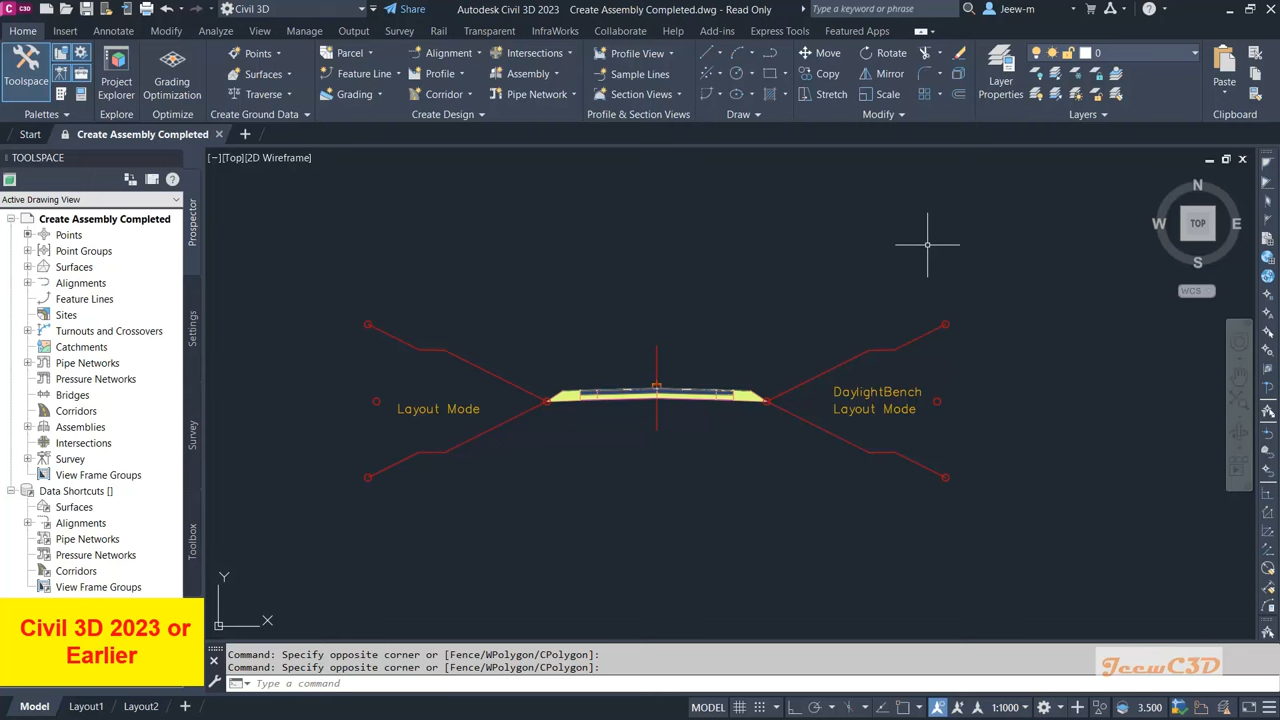 Civil 3D
Share
Autodesk Civil 3D 2023
Create Assembly Completed.dwg - Read Only
Type a keyword or phrase
Jeew-m
Home Insert Annotate Modify Analyze View Manage Output Survey Rail Transparent InfraWorks Collaborate Help Add-ins Express Tools Featured Apps
Points
Parcel
Alignment
Intersections
Profile View
Move
Rotate
0
Surfaces
Feature Line
Profile
Assembly
Sample Lines
Copy
Mirror
Toolspace
Project
Explorer
Grading
Optimization
Traverse
Grading
Corridor
Pipe Network
Section Views
Stretch
Scale
Layer
Properties
Paste
Palettes
Explore
Optimize
Create Ground Data
Create Design
Profile & Section Views
Draw
Modify
Layers
Clipboard
Start
Create Assembly Completed
TOOLSPACE
[−][Top][2D Wireframe]
Active Drawing View
Create Assembly Completed
Points
Point Groups
Surfaces
Alignments
Feature Lines
Sites
Turnouts and Crossovers
Catchments
Pipe Networks
Pressure Networks
Bridges
Corridors
Assemblies
Intersections
Survey
View Frame Groups
Data Shortcuts []
Surfaces
Alignments
Pipe Networks
Pressure Networks
Corridors
View Frame Groups
Prospector
Settings
Survey
Toolbox
N
W
TOP
E
S
WCS
Layout Mode
DaylightBench
Layout Mode
Y
X
Civil 3D 2023 or
Earlier
Command: Specify opposite corner or [Fence/WPolygon/CPolygon]:
Command: Specify opposite corner or [Fence/WPolygon/CPolygon]:
Type a command
JeewC3D
Model
Layout1
Layout2
MODEL
1:1000
3.500